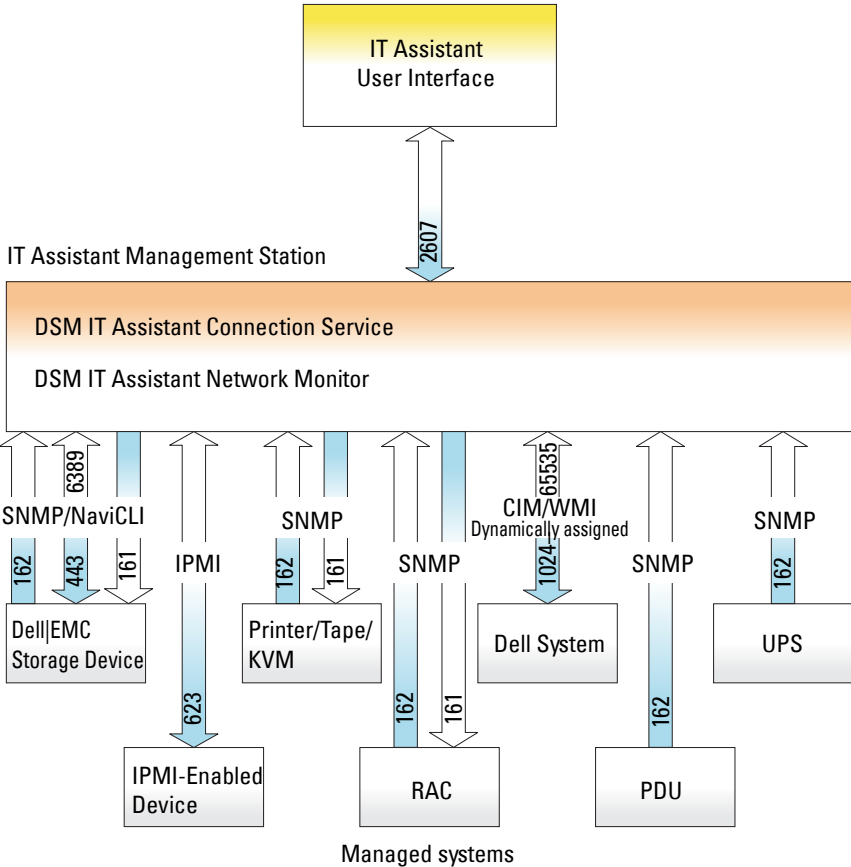 IT Assistant
User Interface
2607
IT Assistant Management Station
DSM IT Assistant Connection Service
DSM IT Assistant Network Monitor
6389
65535
SNMP/NaviCLI
IPMI
SNMP
SNMP
CIM/WMI
Dynamically assigned
SNMP
SNMP
162
443
161
162
161
1024
162
Dell|EMC
Storage Device
Printer/Tape/
KVM
Dell System
UPS
623
162
161
162
IPMI-Enabled
Device
RAC
PDU
Managed systems